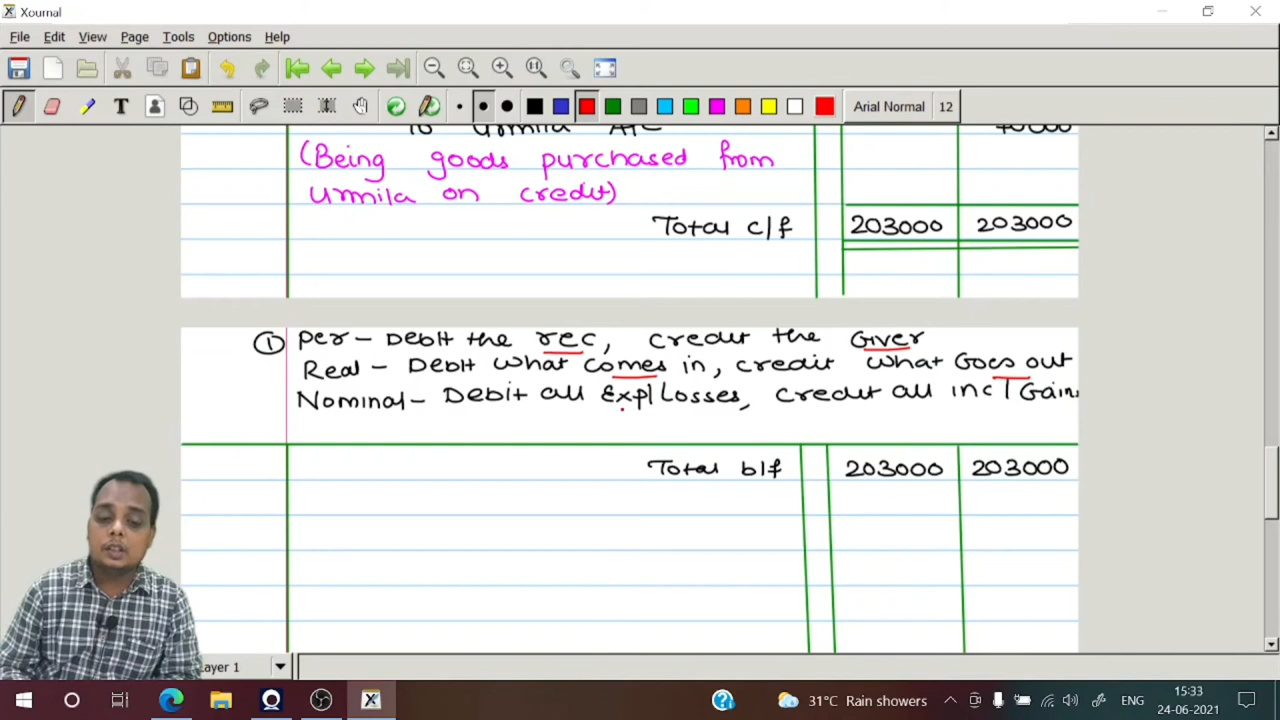 Xournal
File Edit View Page Tools Options Help
Arial Normal 12
To Urmila A/c
(Being goods purchased from
Urmila on credit)
Total c/f 203000 203000
① Per - Debit the rec, credit the Giver
Real - Debit what comes in, credit what Goes out
Nominal - Debit all Exp|Losses, credit all inc|Gains
Total b/f 203000 203000
Layer 1
31°C Rain showers ENG 15:33
24-06-2021